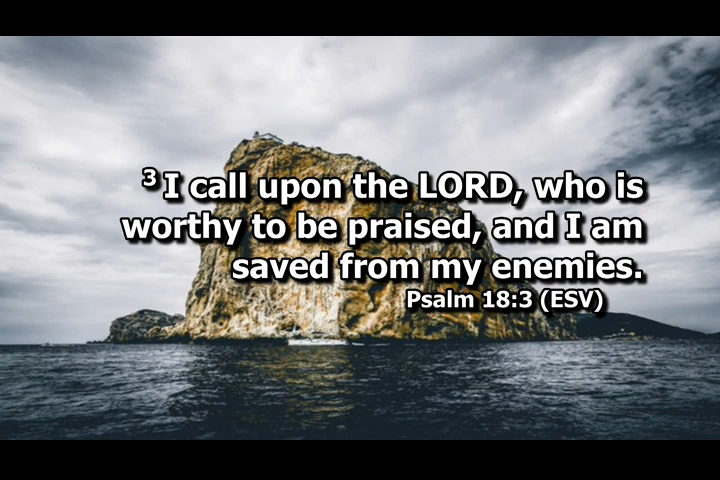 3 I call upon the LORD, who is
worthy to be praised, and I am
saved from my enemies.
Psalm 18:3 (ESV)